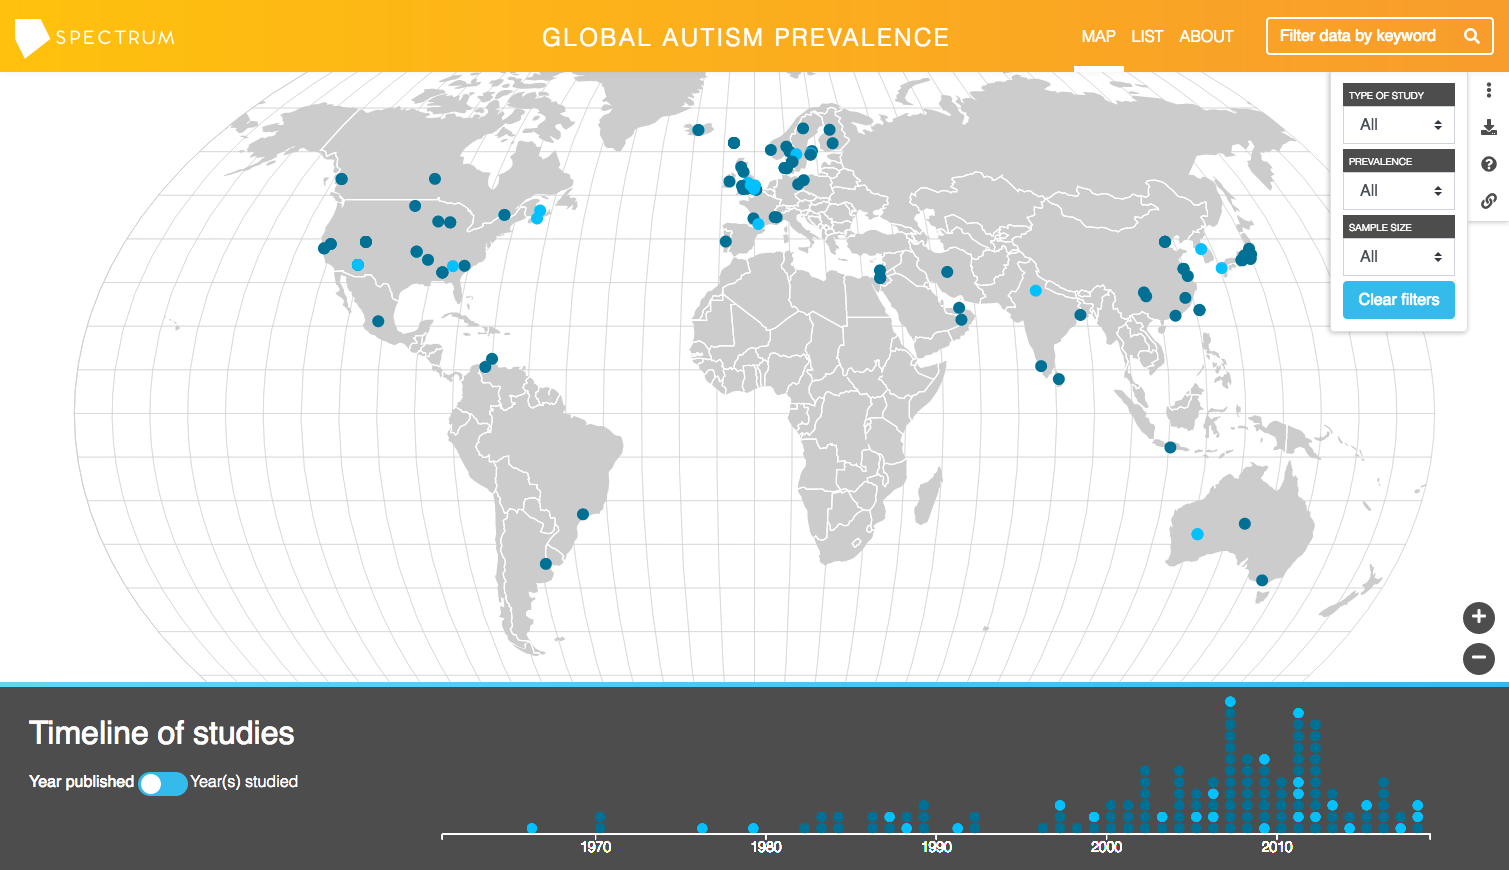 SPECTRUM
GLOBAL AUTISM PREVALENCE
MAP LIST ABOUT
Filter data by keyword
TYPE OF STUDY
All
PREVALENCE
All
SAMPLE SIZE
All
Clear filters
Timeline of studies
Year published Year(s) studied
1970 1980 1990 2000 2010